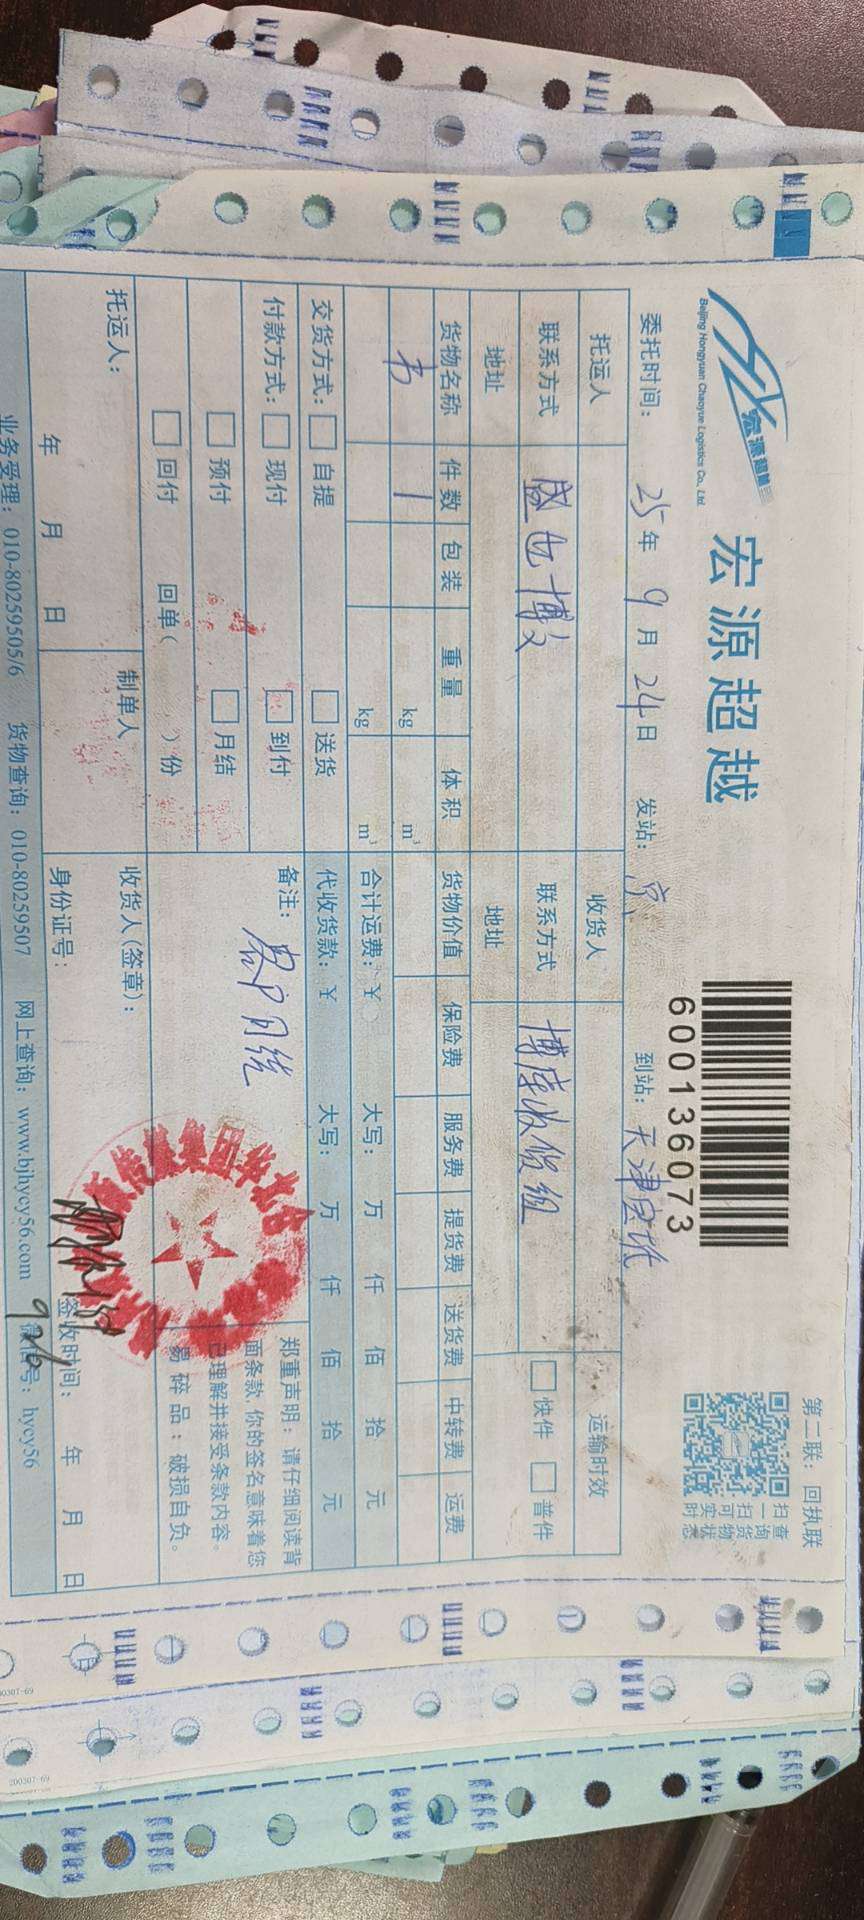 第二联：回执联
宏源超越
宏源超越
Beijing Hongyuan Chaoyue Logistics Co., Ltd
6001136073
扫一扫可实时
查询货物状态
委托时间： 25年 9月 24日 发站：京 到站：天津宝坻
托运人 收货人 运输时效
联系方式 盛世博文 联系方式 博库收货组 快件 普件
地址 地址
货物名称 件数 包装 重量 体积 货物价值 保险费 服务费 提货费 送货费 中转费 运费
书 1 kg m³
kg m³ 合计运费：¥ 大写： 万 仟 佰 拾 元
交货方式： 自提 送货 代收货款：¥ 大写： 万 仟 佰 拾 元
付款方式： 现付 到付 备注：
预付 月结
回付 回单（ ）份
郑重声明：请仔细阅读背
面条款，你的签名意味着您
已理解并接受条款内容。
易碎品：破损自负。
托运人： 制单人 收货人（签章）：
年 月 日 身份证号： 签收时间： 年 月 日
9.26
业务受理：010-80259505/6 货物查询：010-80259507 网上查询：www.bjhycy56.com 微信号：hycy56